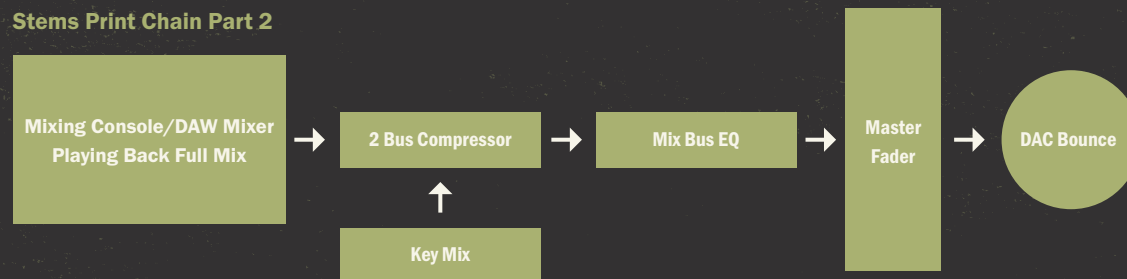 Stems Print Chain Part 2
Mixing Console/DAW Mixer
Playing Back Full Mix
2 Bus Compressor
Mix Bus EQ
Master
Fader
DAC Bounce
Key Mix